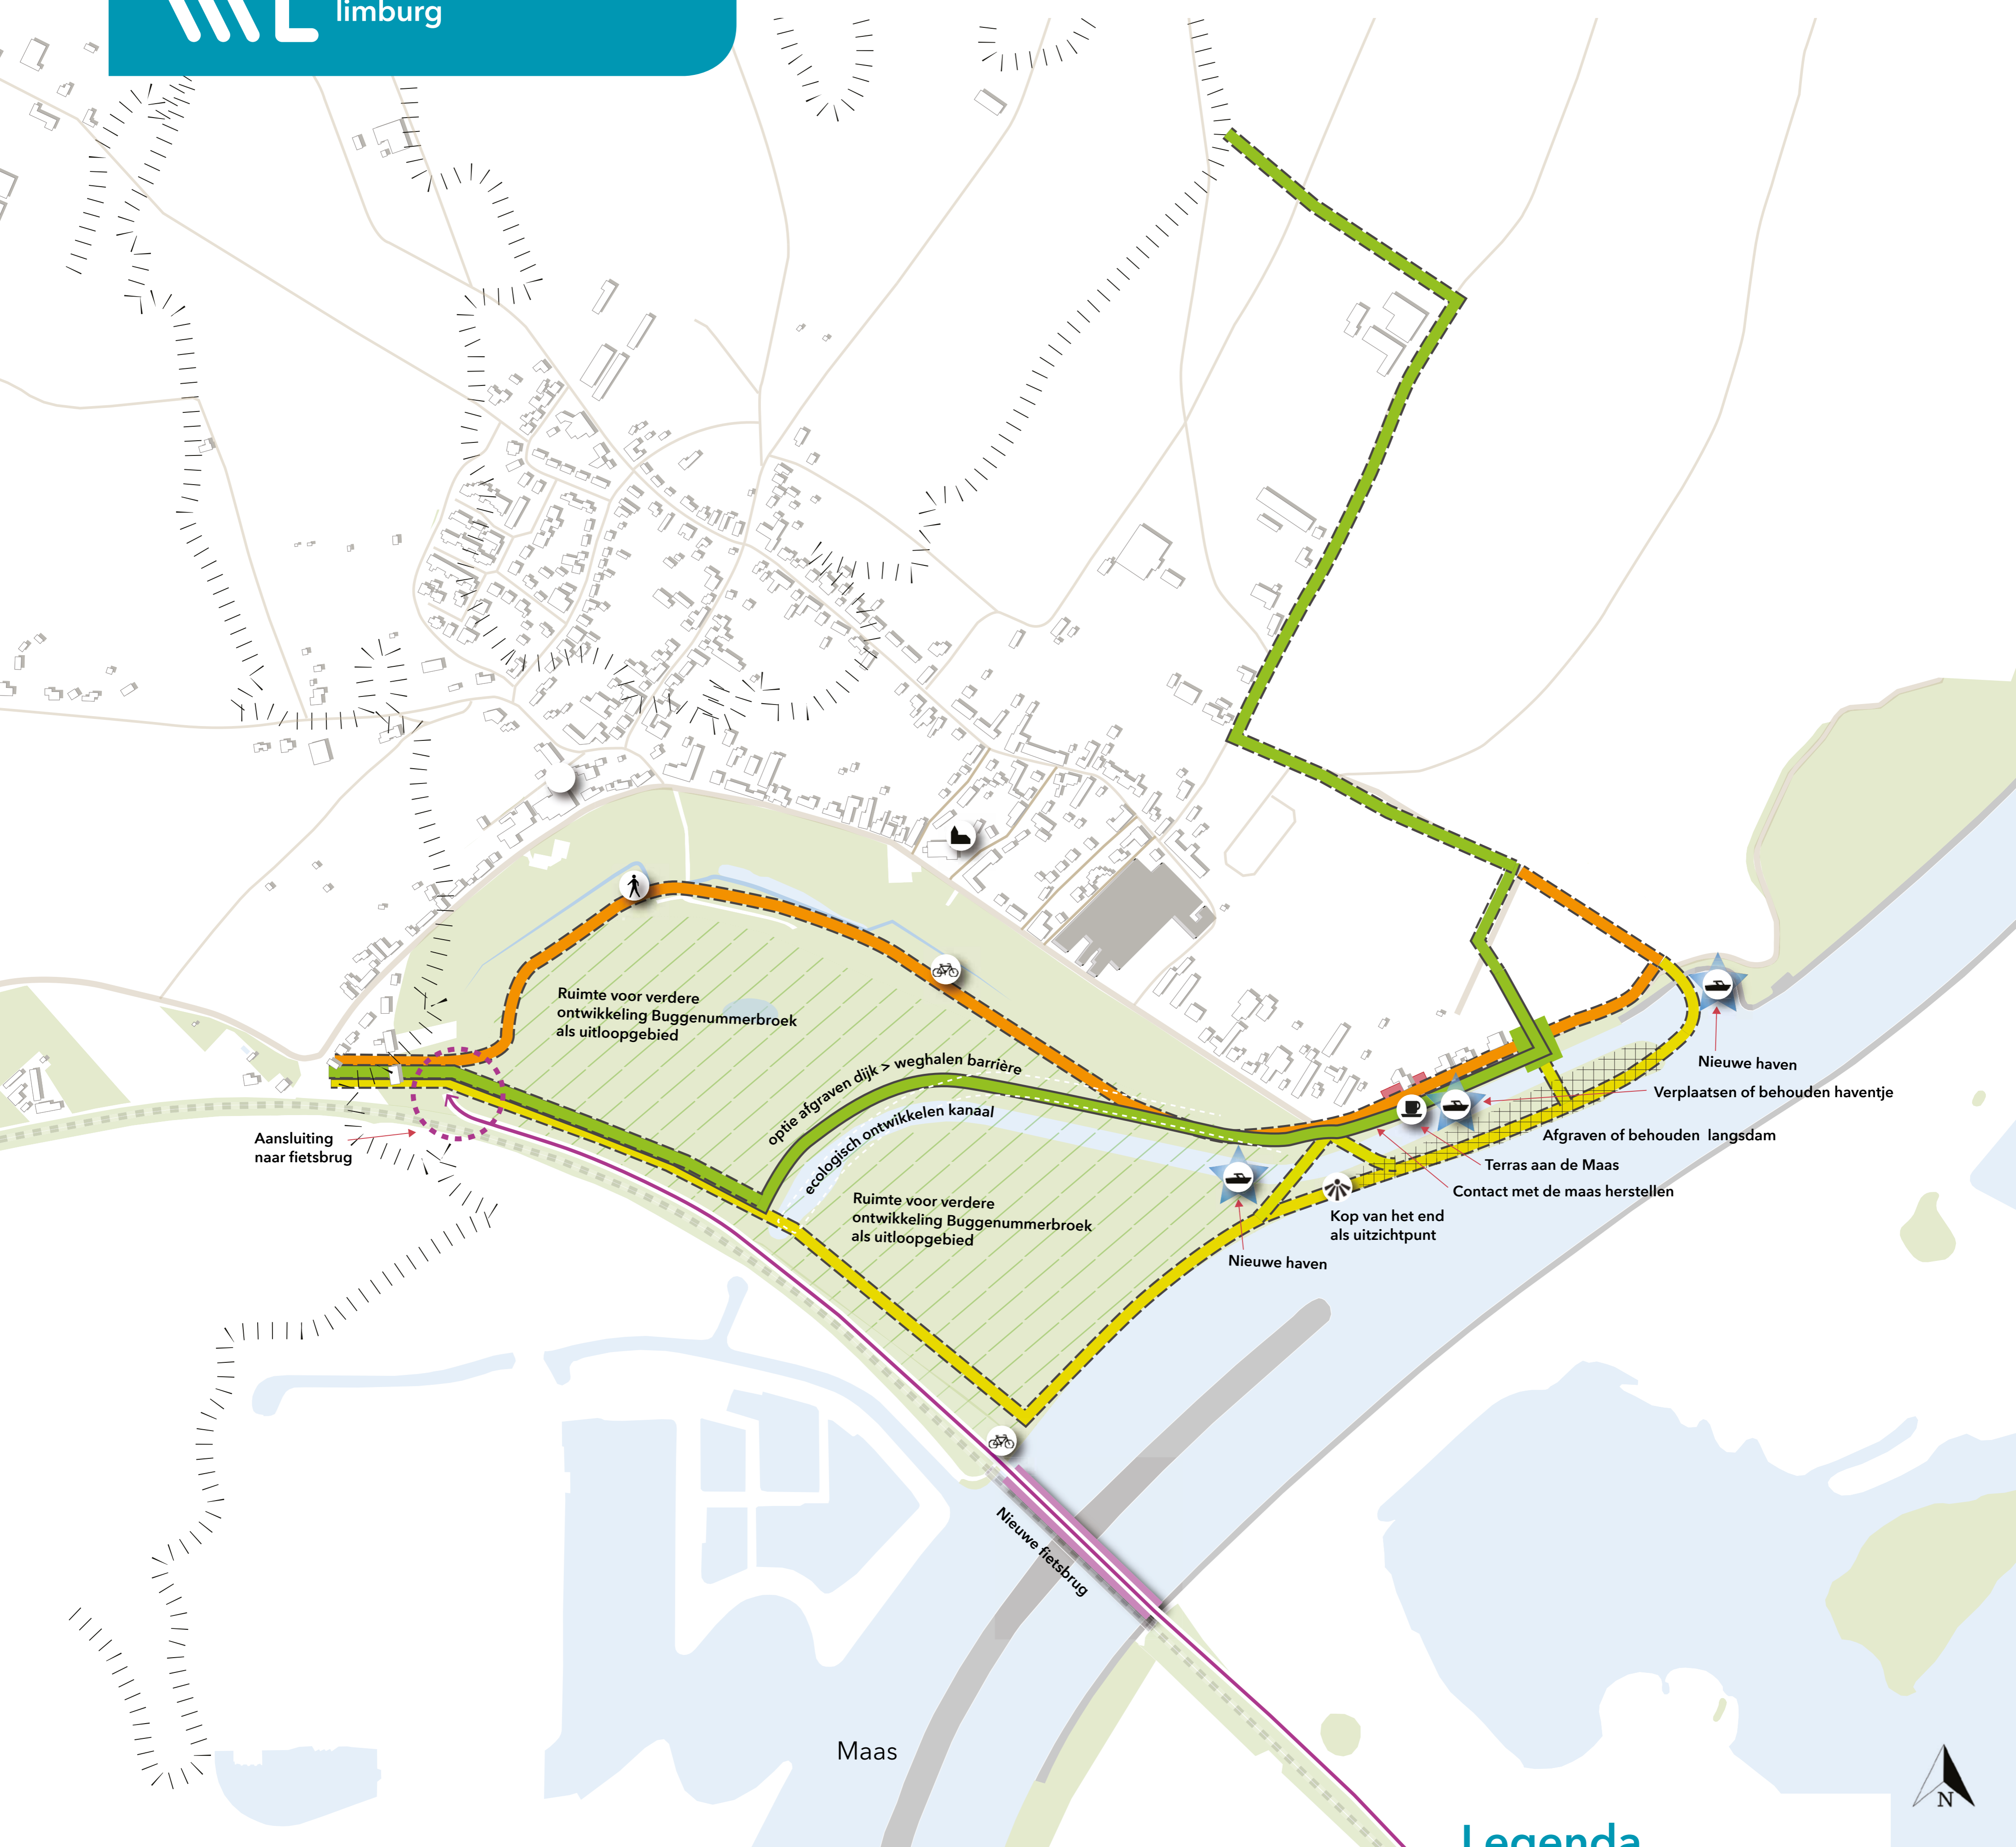 limburg
Ruimte voor verdere
ontwikkeling Buggenummerbroek
als uitloopgebied
optie afgraven dijk > weghalen barrière
ecologisch ontwikkelen kanaal
Nieuwe haven
Verplaatsen of behouden haventje
Afgraven of behouden langsdam
Aansluiting
naar fietsbrug
Terras aan de Maas
Contact met de maas herstellen
Ruimte voor verdere
ontwikkeling Buggenummerbroek
als uitloopgebied
Kop van het end
als uitzichtpunt
Nieuwe haven
Nieuwe fietsbrug
Maas
N
Legenda